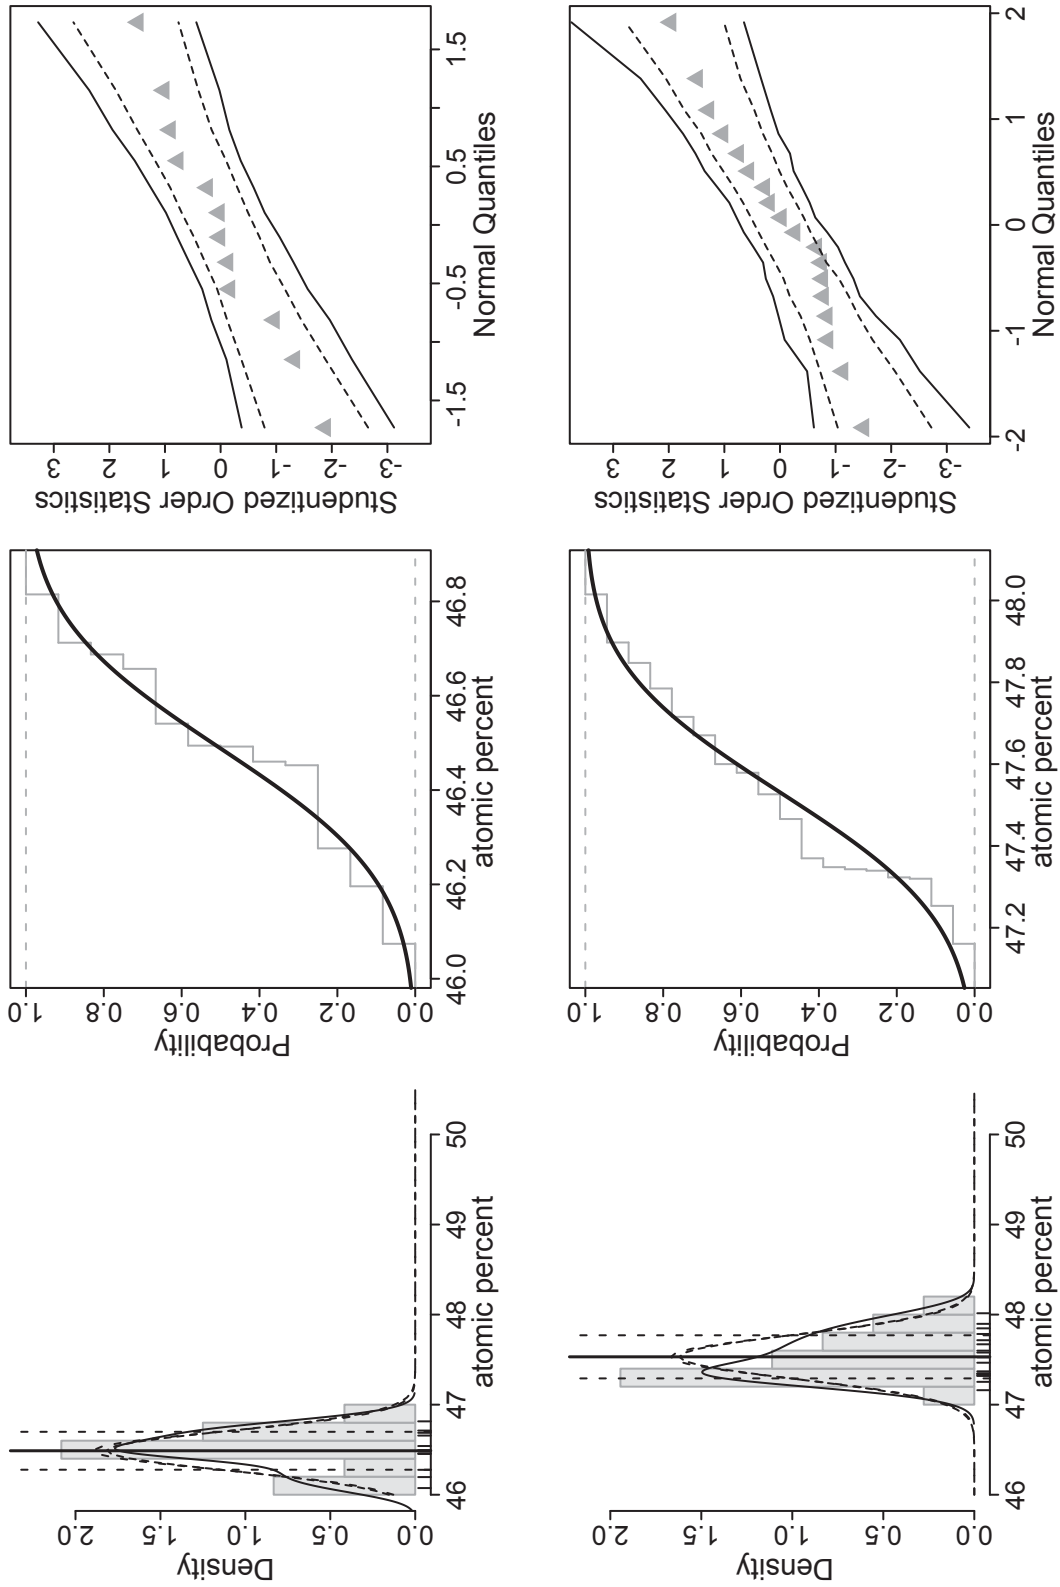 Density
2.0
1.5
1.0
0.5
0.0
46 47 48 49 50
atomic percent
Probability
1.0
0.8
0.6
0.4
0.2
0.0
46.0 46.2 46.4 46.6 46.8
atomic percent
Studentized Order Statistics
3
2
1
0
-1
-2
-3
-1.5 -0.5 0.5 1.5
Normal Quantiles
Density
2.0
1.5
1.0
0.5
0.0
46 47 48 49 50
atomic percent
Probability
1.0
0.8
0.6
0.4
0.2
0.0
47.2 47.4 47.6 47.8 48.0
atomic percent
Studentized Order Statistics
3
2
1
0
-1
-2
-3
-2 -1 0 1 2
Normal Quantiles